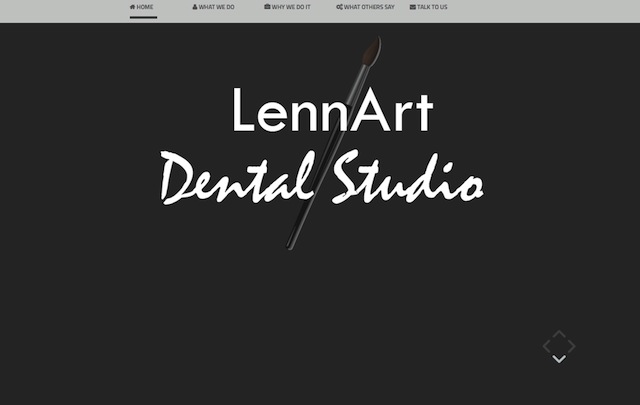 HOME WHAT WE DO WHY WE DO IT WHAT OTHERS SAY TALK TO US
LennArt
Dental Studio